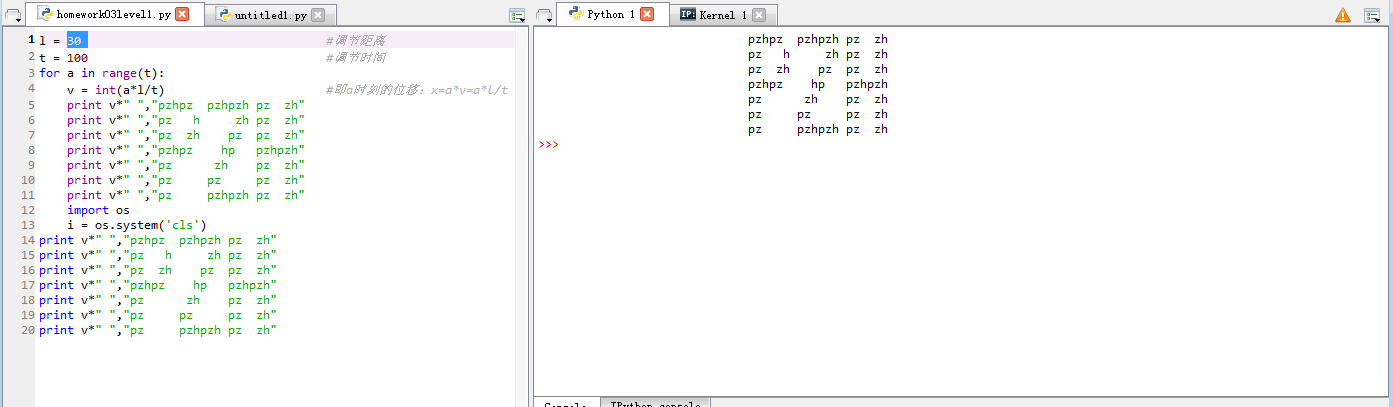 homework03level1.py untitled1.py
1 l = 30 #调节距离
2 t = 100 #调节时间
3 for a in range(t):
4     v = int(a*l/t) #即a时刻的位移：x=a*v=a*l/t
5     print v*" ","pzhpz  pzhpzh pz  zh"
6     print v*" ","pz   h     zh pz  zh"
7     print v*" ","pz  zh    pz  pz  zh"
8     print v*" ","pzhpz    hp   pzhpzh"
9     print v*" ","pz      zh    pz  zh"
10     print v*" ","pz     pz     pz  zh"
11     print v*" ","pz     pzhpzh pz  zh"
12     import os
13     i = os.system('cls')
14 print v*" ","pzhpz  pzhpzh pz  zh"
15 print v*" ","pz   h     zh pz  zh"
16 print v*" ","pz  zh    pz  pz  zh"
17 print v*" ","pzhpz    hp   pzhpzh"
18 print v*" ","pz      zh    pz  zh"
19 print v*" ","pz     pz     pz  zh"
20 print v*" ","pz     pzhpzh pz  zh"
Python 1 IP: Kernel 1
pzhpz  pzhpzh pz  zh
pz   h     zh pz  zh
pz  zh    pz  pz  zh
pzhpz    hp   pzhpzh
pz      zh    pz  zh
pz     pz     pz  zh
pz     pzhpzh pz  zh
>>>
IPython console